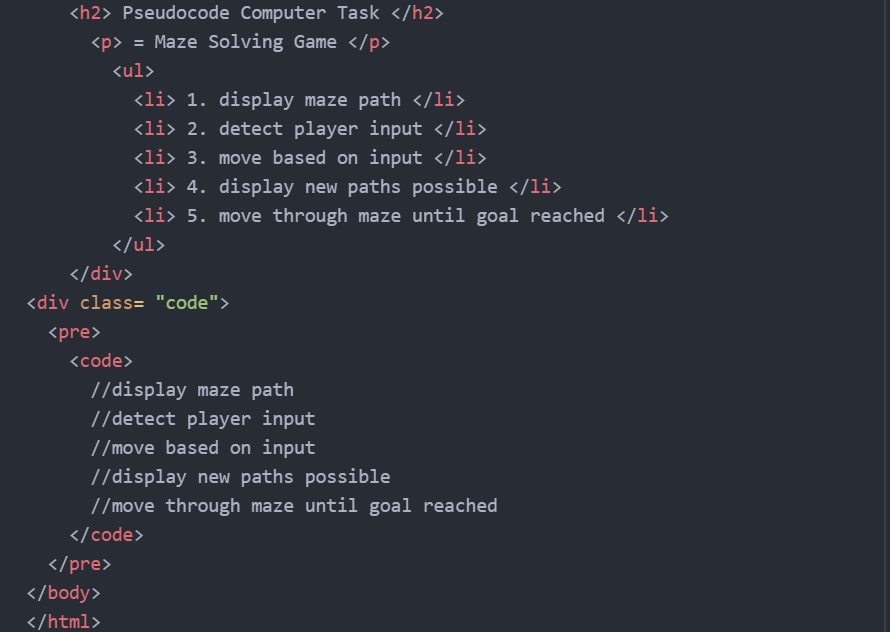 <h2> Pseudocode Computer Task </h2>
<p> = Maze Solving Game </p>
<ul>
<li> 1. display maze path </li>
<li> 2. detect player input </li>
<li> 3. move based on input </li>
<li> 4. display new paths possible </li>
<li> 5. move through maze until goal reached </li>
</ul>
</div>
<div class= "code">
<pre>
<code>
//display maze path
//detect player input
//move based on input
//display new paths possible
//move through maze until goal reached
</code>
</pre>
</body>
</html>